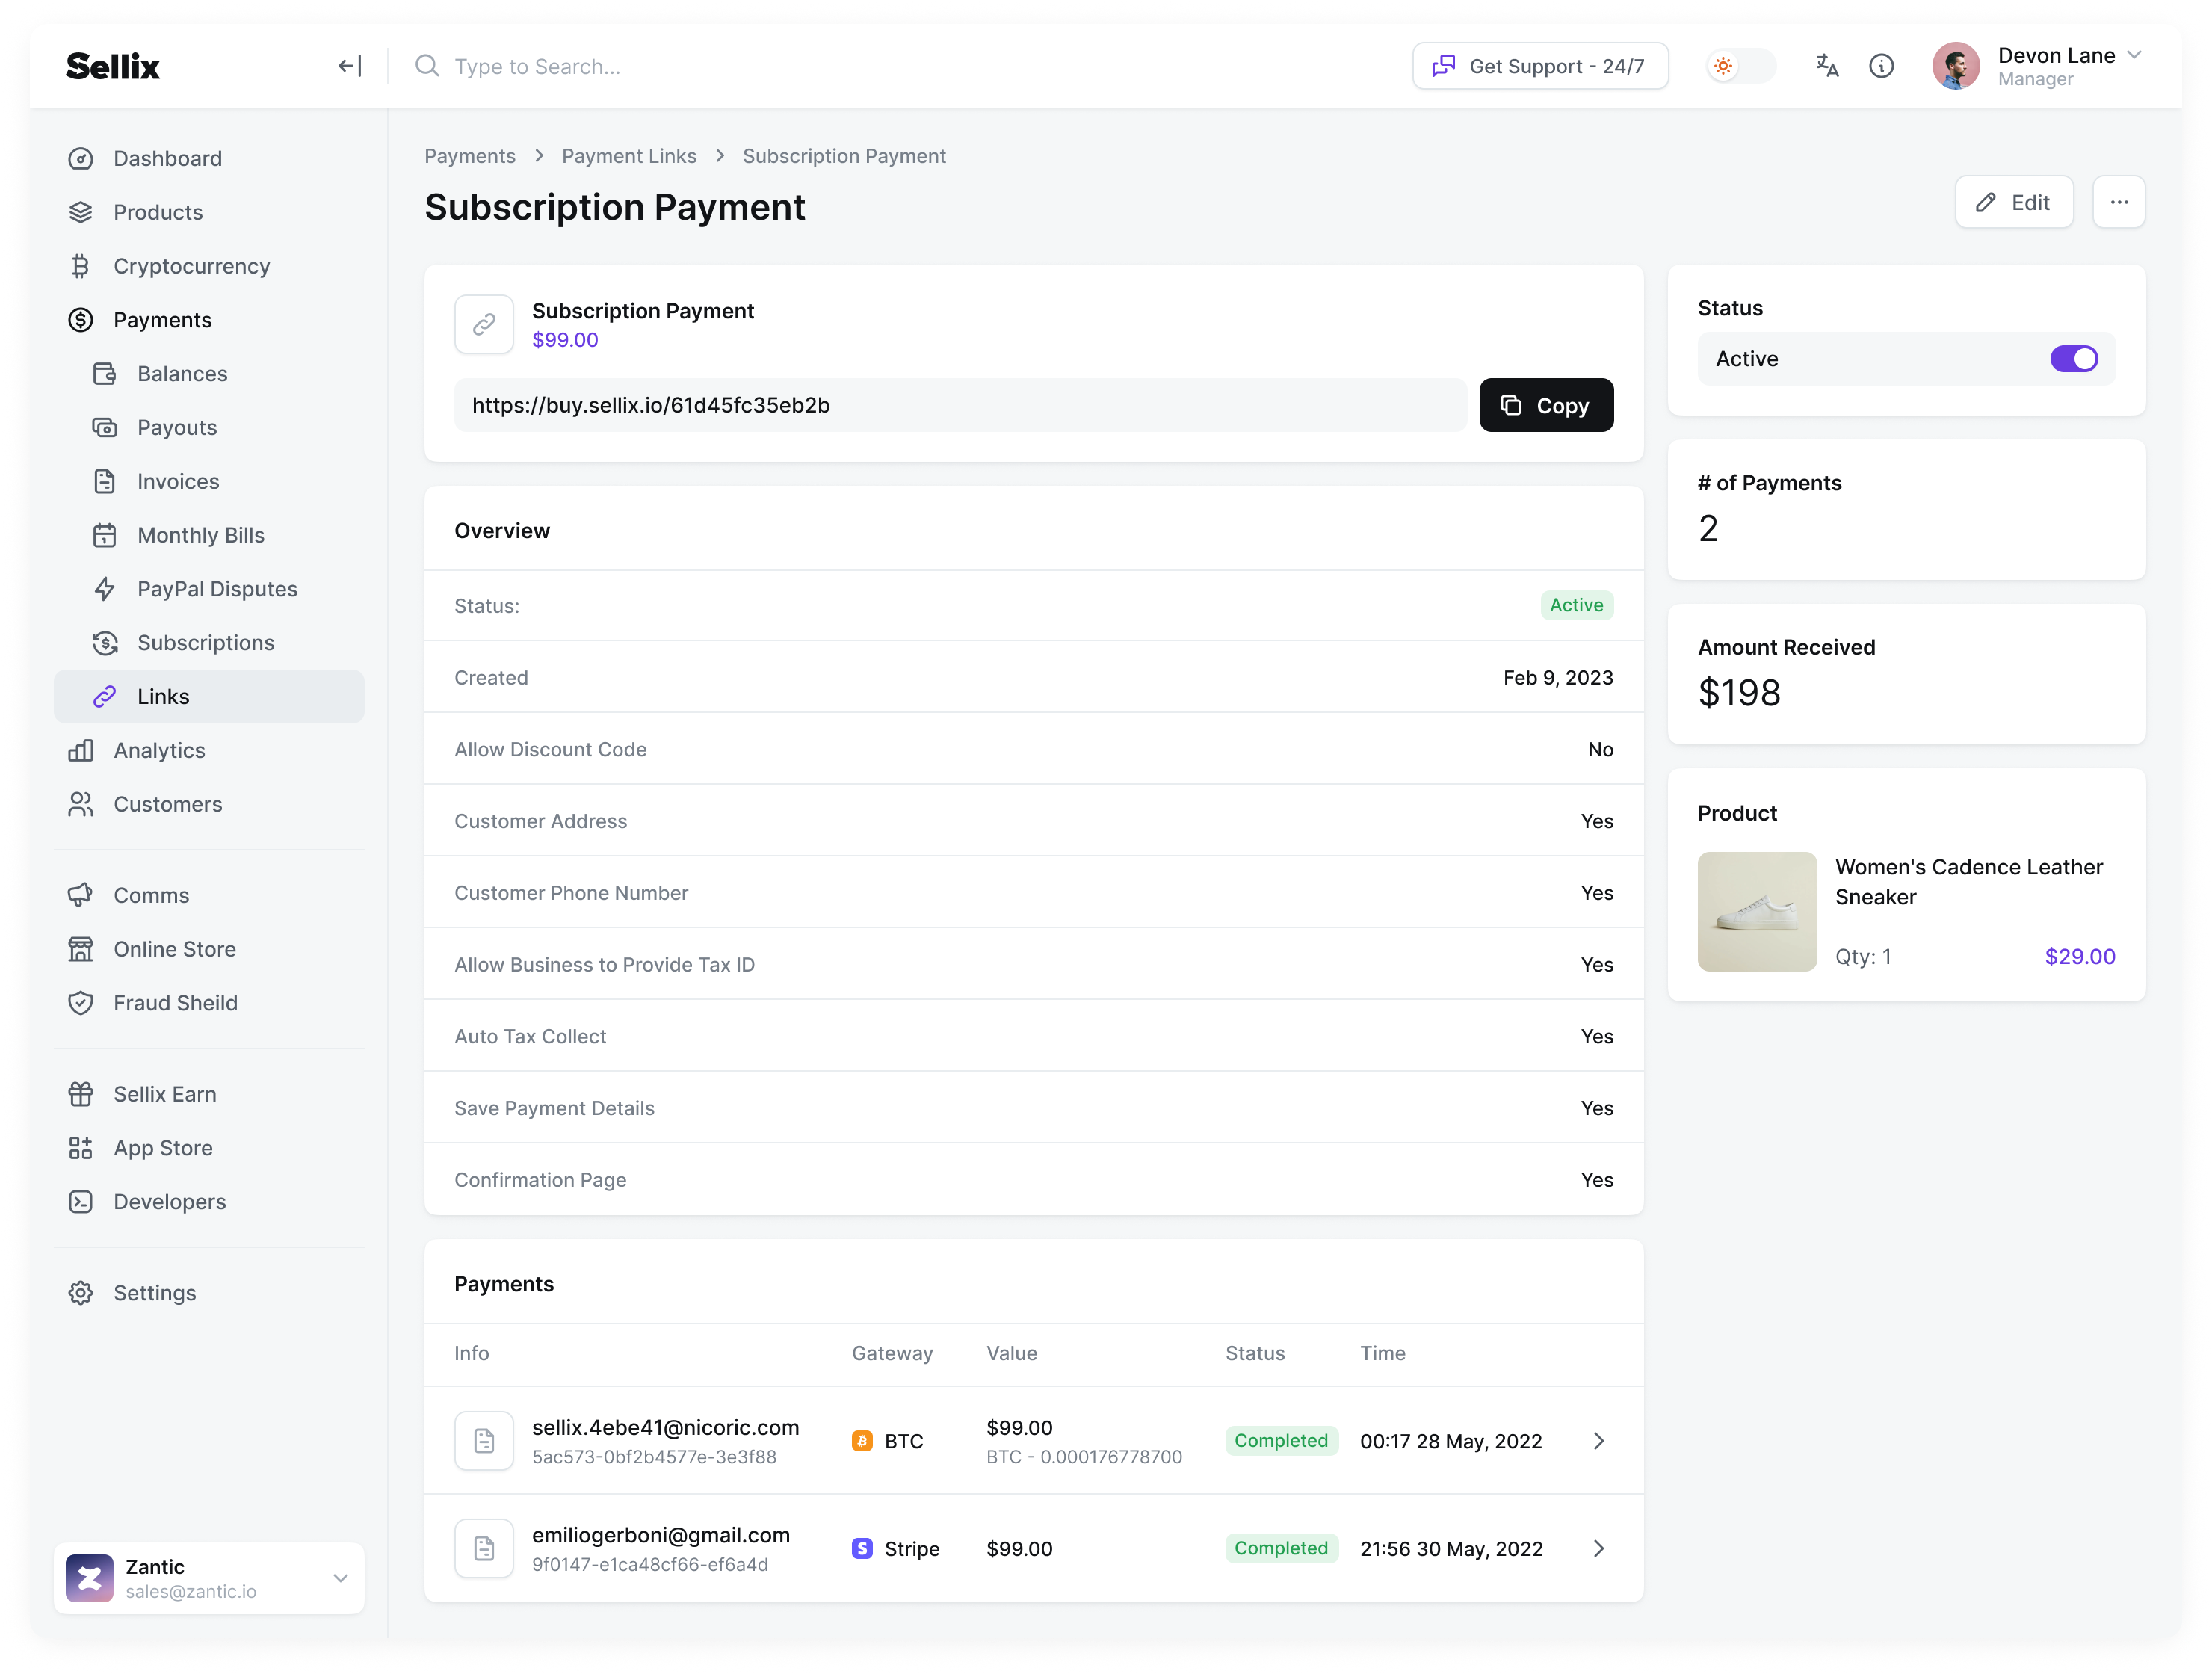 Sellix
Type to Search...
Get Support - 24/7
Devon Lane
Manager
Dashboard
Products
Cryptocurrency
Payments
Balances
Payouts
Invoices
Monthly Bills
PayPal Disputes
Subscriptions
Links
Analytics
Customers
Comms
Online Store
Fraud Sheild
Sellix Earn
App Store
Developers
Settings
Zantic
sales@zantic.io
Payments > Payment Links > Subscription Payment
Subscription Payment
Edit
Subscription Payment
$99.00
https://buy.sellix.io/61d45fc35eb2b
Copy
Overview
Status: Active
Created Feb 9, 2023
Allow Discount Code No
Customer Address Yes
Customer Phone Number Yes
Allow Business to Provide Tax ID Yes
Auto Tax Collect Yes
Save Payment Details Yes
Confirmation Page Yes
Payments
Info Gateway Value Status Time
sellix.4ebe41@nicoric.com
5ac573-0bf2b4577e-3e3f88
BTC
$99.00
BTC - 0.000176778700
Completed
00:17 28 May, 2022
emiliogerboni@gmail.com
9f0147-e1ca48cf66-ef6a4d
Stripe
$99.00
Completed
21:56 30 May, 2022
Status
Active
# of Payments
2
Amount Received
$198
Product
Women's Cadence Leather
Sneaker
Qty: 1 $29.00